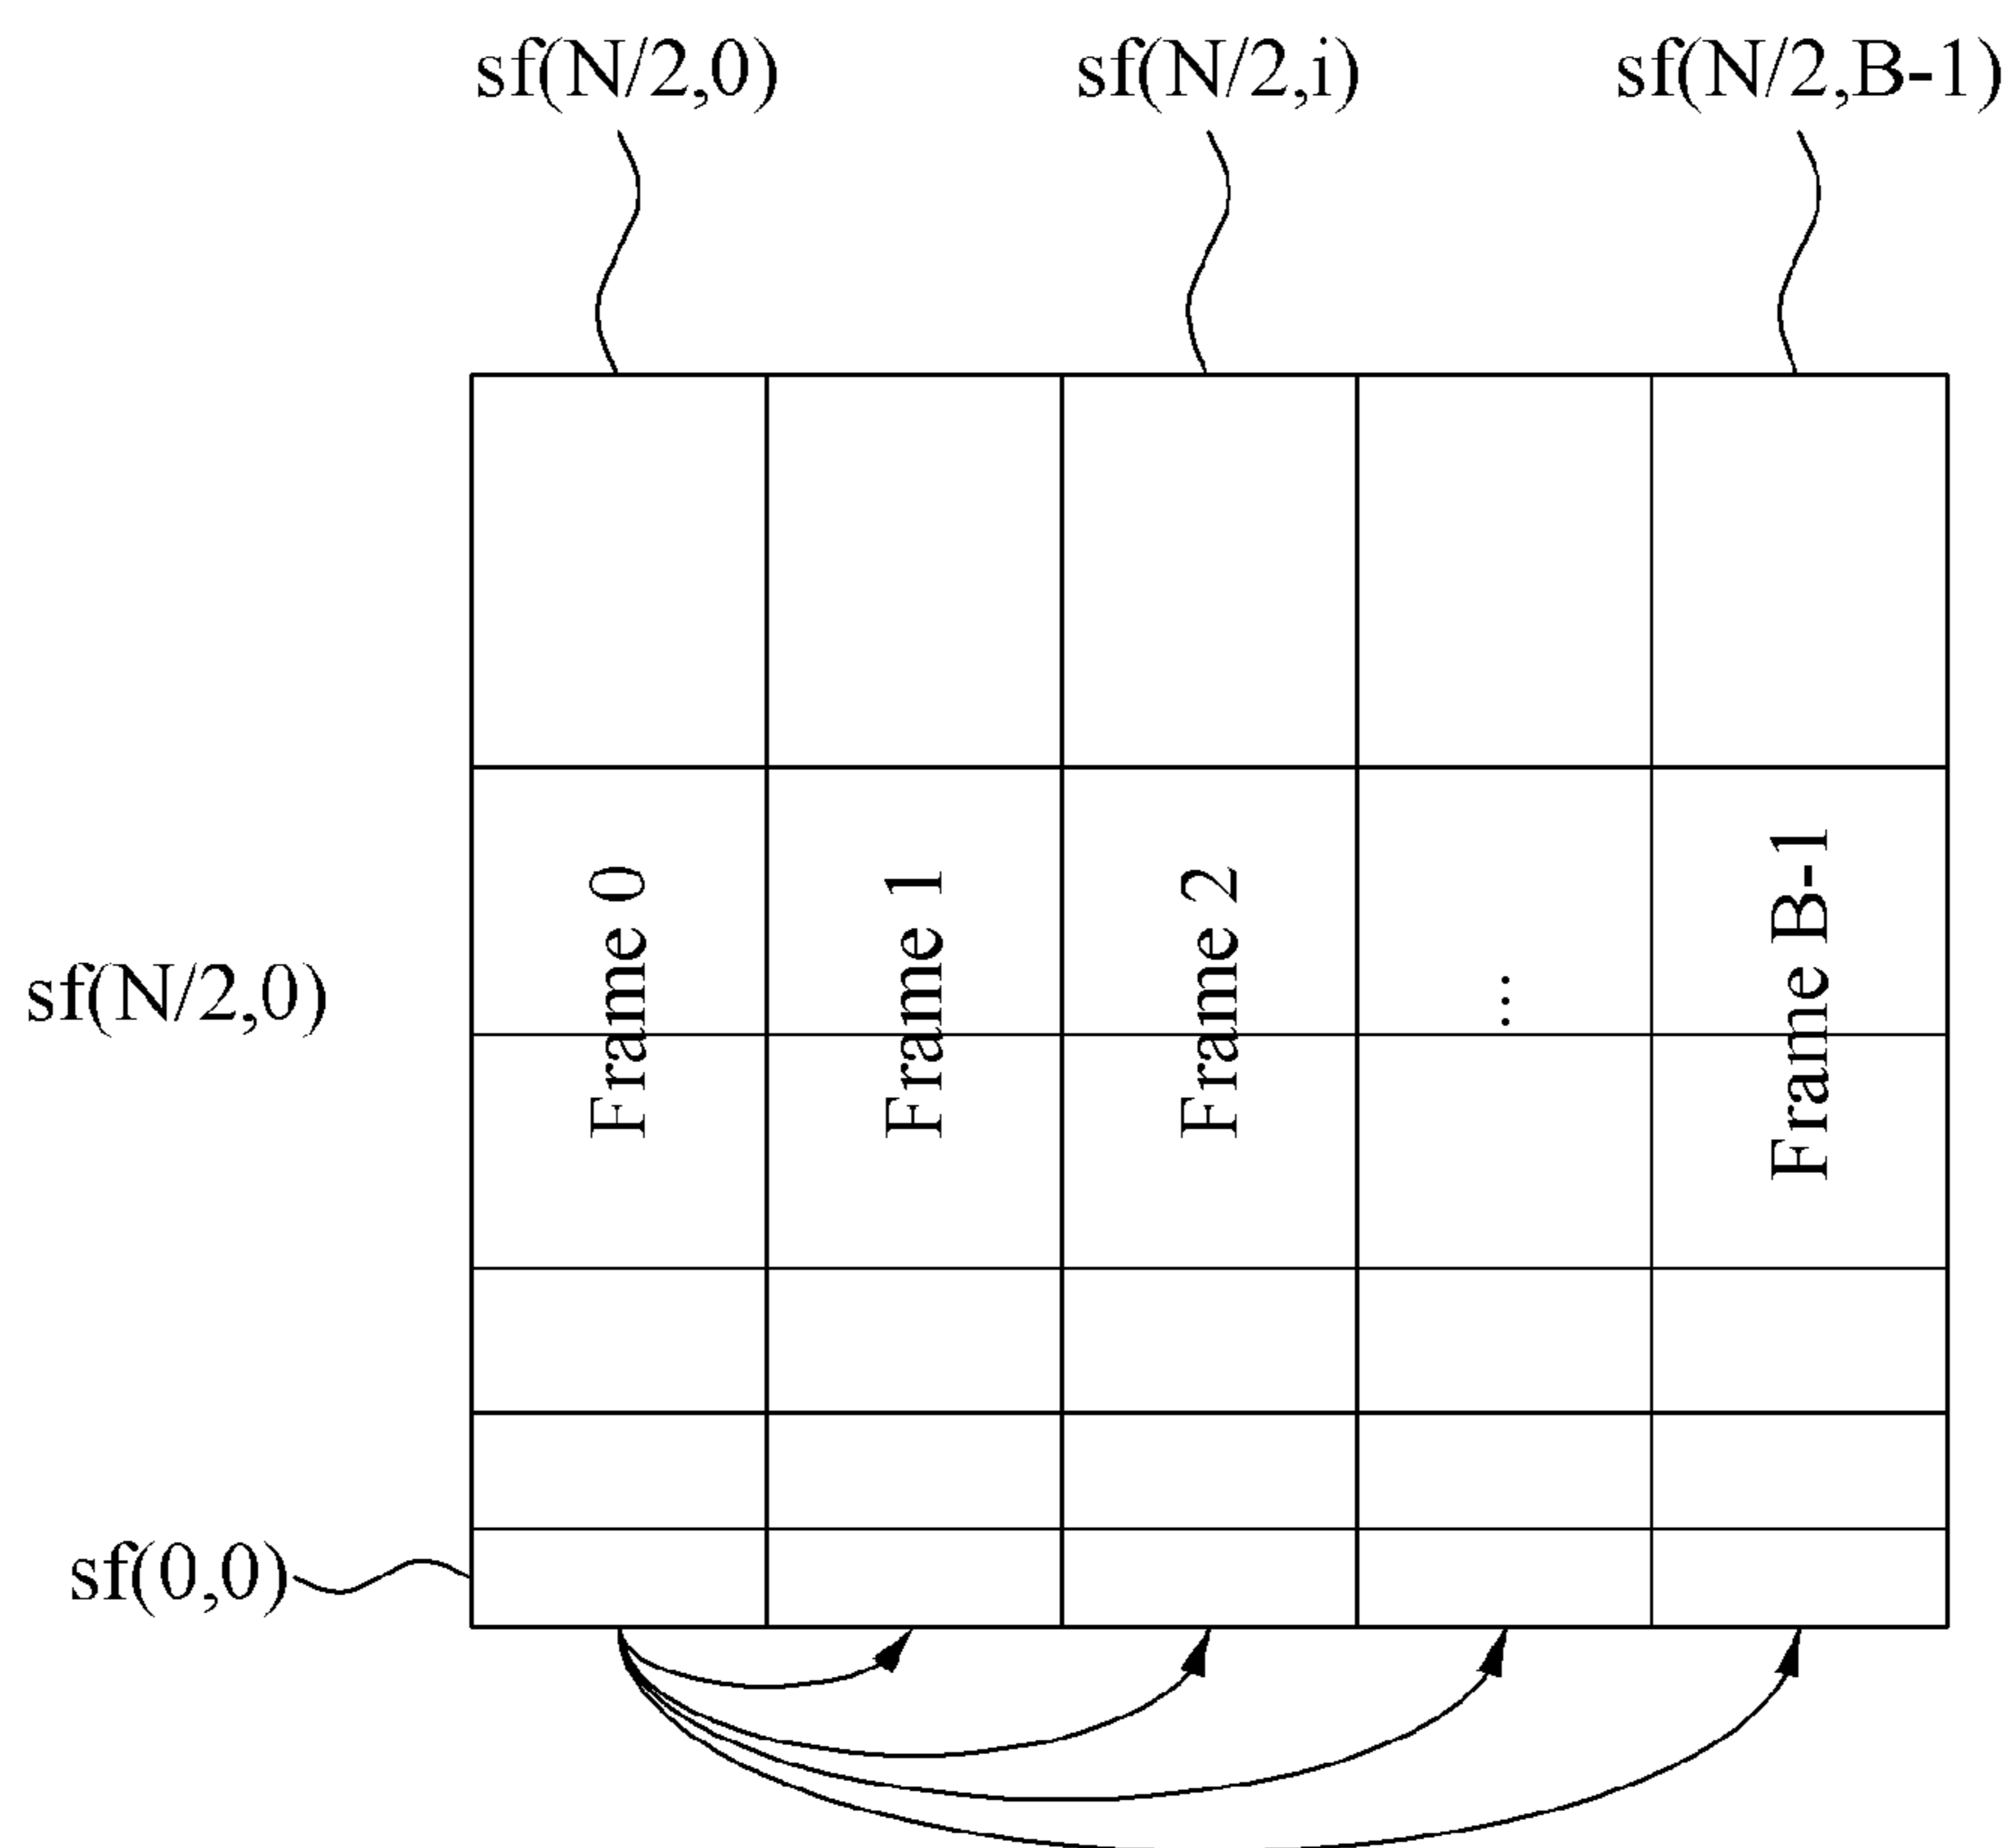 sf(N/2,0)
sf(N/2,i)
sf(N/2,B-1)
Frame 0
Frame 1
Frame 2
...
Frame B-1
sf(N/2,0)
sf(0,0)